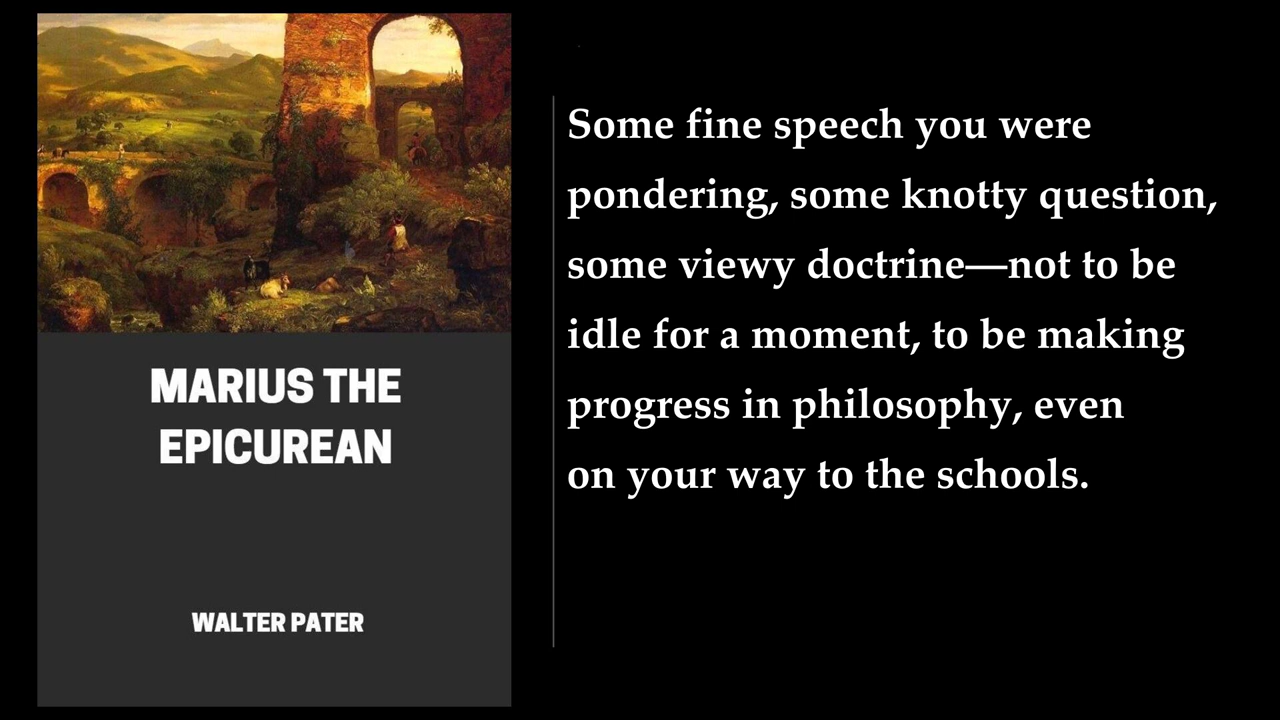 MARIUS THE
EPICUREAN
WALTER PATER
Some fine speech you were
pondering, some knotty question,
some viewy doctrine—not to be
idle for a moment, to be making
progress in philosophy, even
on your way to the schools.